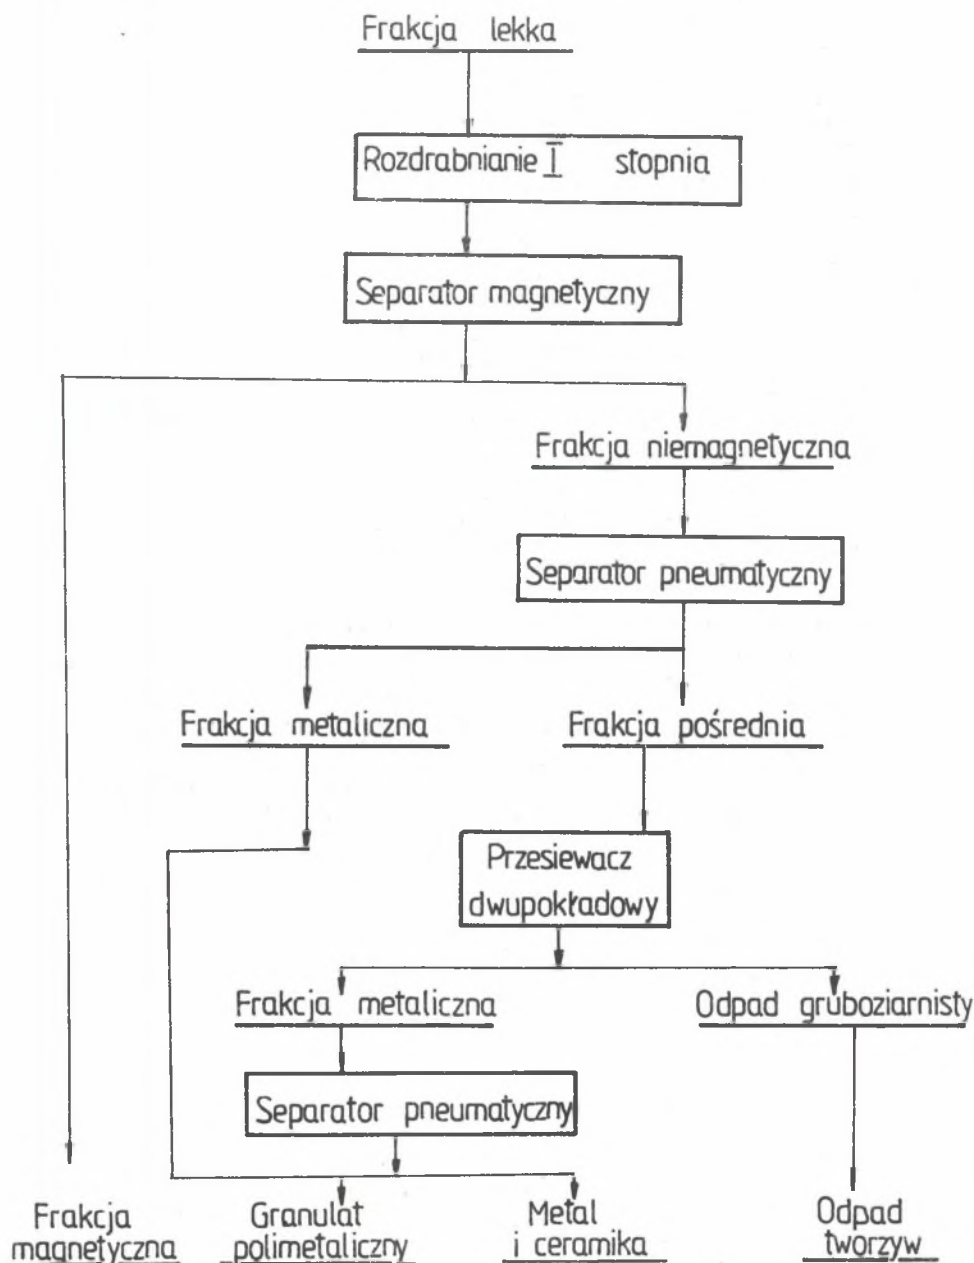 Frakcja lekka
Rozdrabnianie I stopnia
Separator magnetyczny
Frakcja niemagnetyczna
Separator pneumatyczny
Frakcja metaliczna
Frakcja pośrednia
Przesiewacz
dwupokładowy
Frakcja metaliczna
Odpad gruboziarnisty
Separator pneumatyczny
Frakcja
magnetyczna
Granulat
polimetaliczny
Metal
i ceramika
Odpad
tworzyw